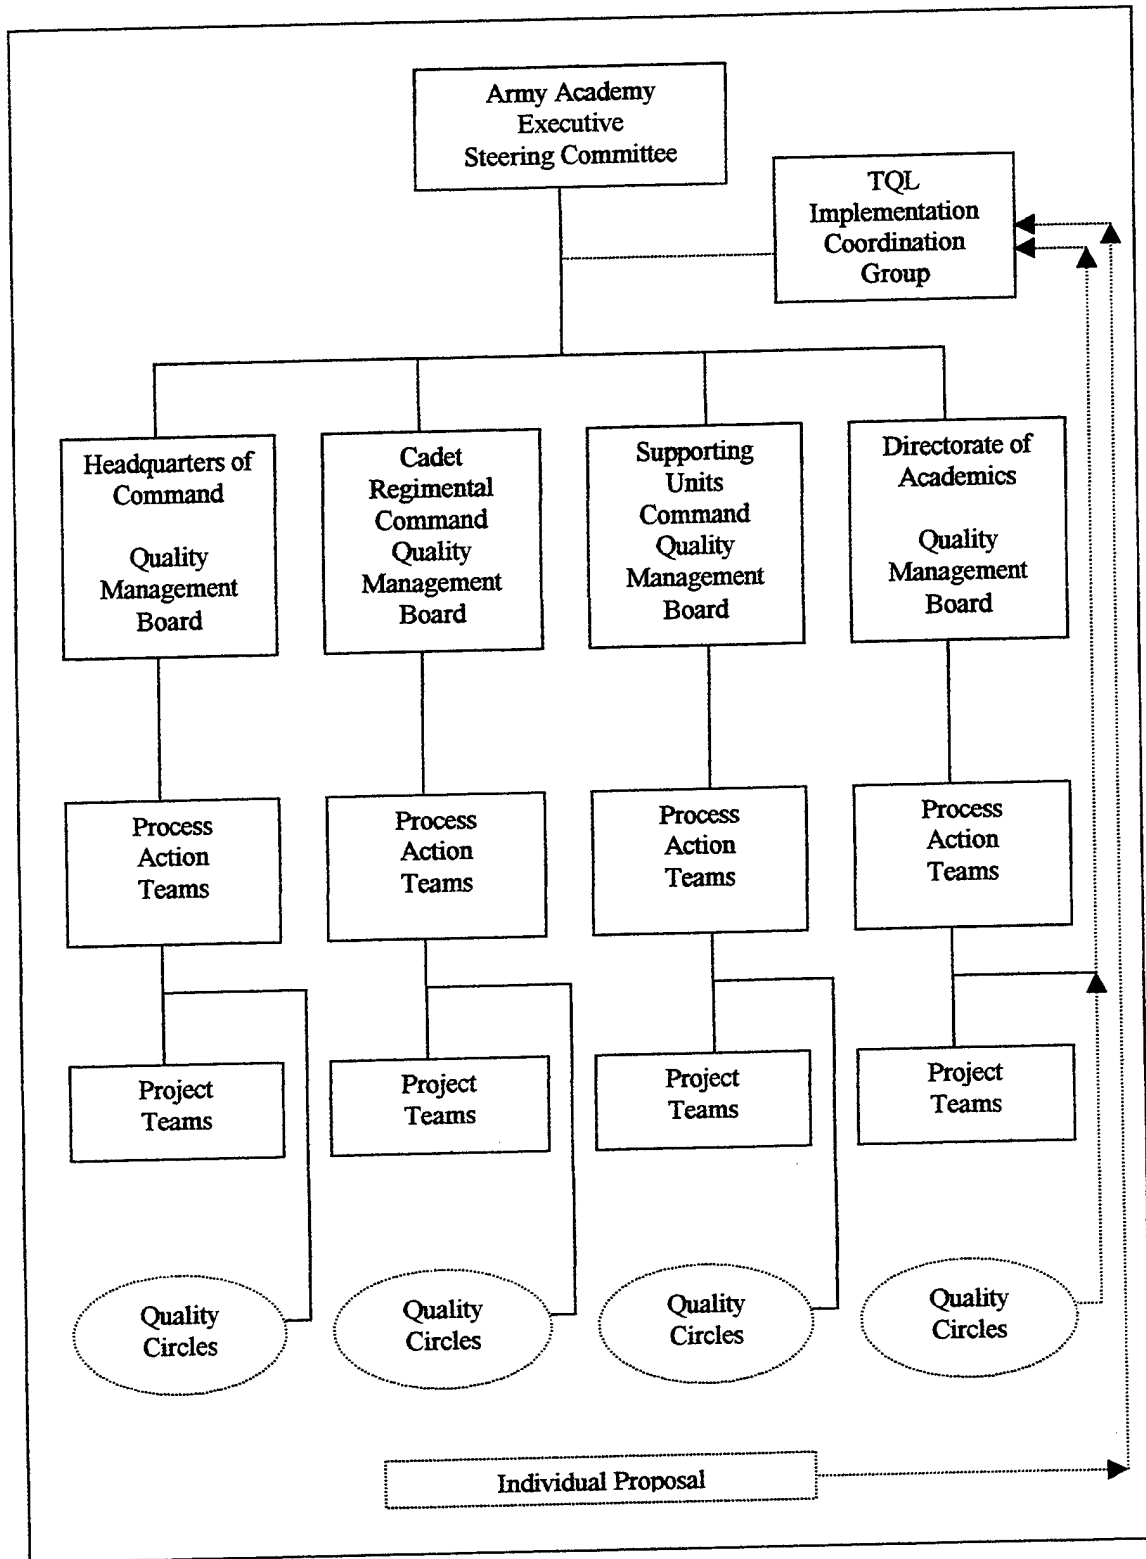 Army Academy
Executive
Steering Committee
TQL
Implementation
Coordination
Group
Headquarters of
Command
Quality
Management
Board
Cadet
Regimental
Command
Quality
Management
Board
Supporting
Units
Command
Quality
Management
Board
Directorate of
Academics
Quality
Management
Board
Process
Action
Teams
Process
Action
Teams
Process
Action
Teams
Process
Action
Teams
Project
Teams
Project
Teams
Project
Teams
Project
Teams
Quality
Circles
Quality
Circles
Quality
Circles
Quality
Circles
Individual Proposal